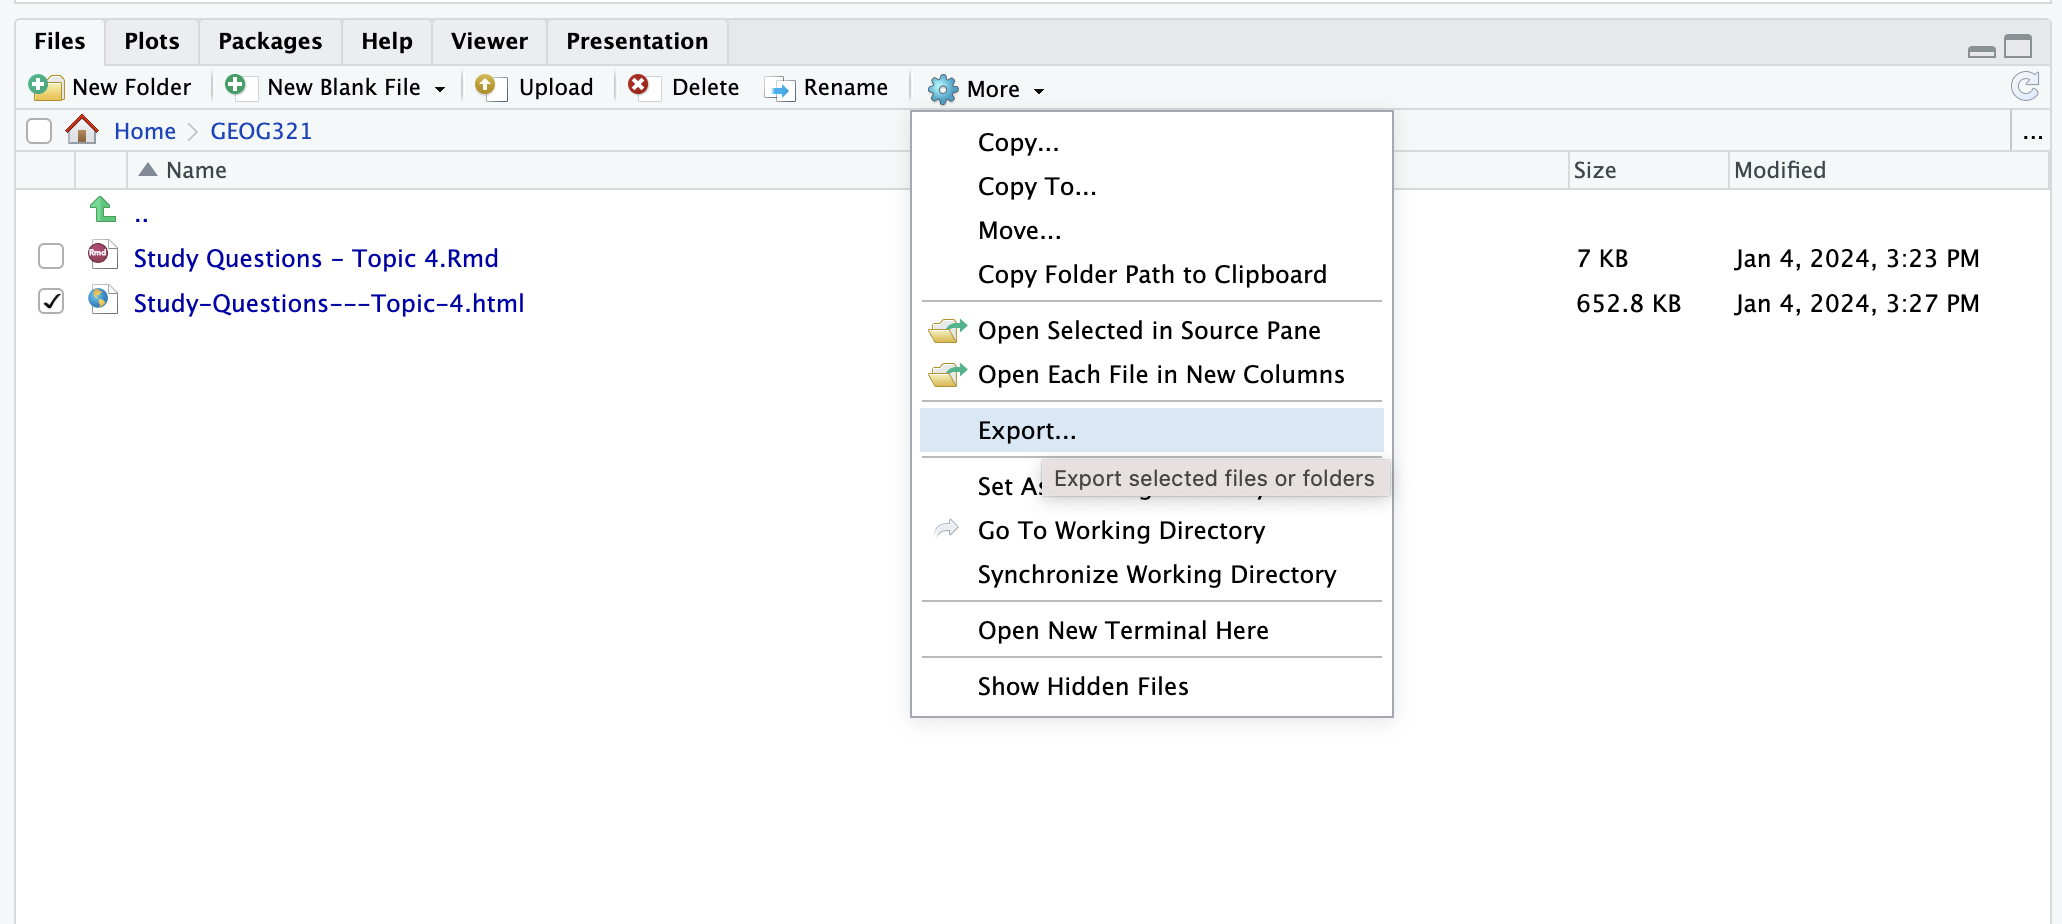 Files Plots Packages Help Viewer Presentation
New Folder New Blank File Upload Delete Rename More
Home GEOG321 ...
Name Size Modified
..
Study Questions - Topic 4.Rmd 7 KB Jan 4, 2024, 3:23 PM
Study-Questions---Topic-4.html 652.8 KB Jan 4, 2024, 3:27 PM
Copy...
Copy To...
Move...
Copy Folder Path to Clipboard
Open Selected in Source Pane
Open Each File in New Columns
Export...
Export selected files or folders
Set
Go To Working Directory
Synchronize Working Directory
Open New Terminal Here
Show Hidden Files